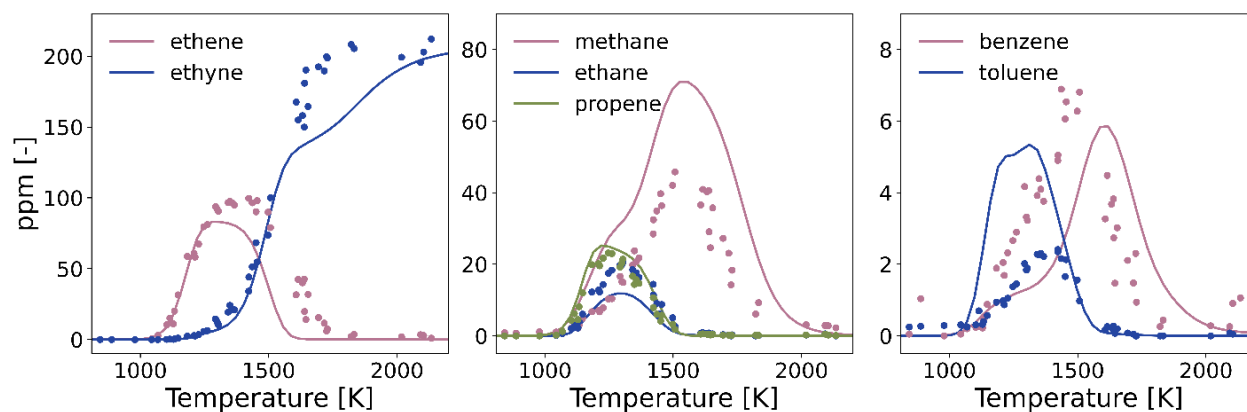 ppm [-]
200
150
100
50
0
ethene
ethyne
1000
1500
2000
Temperature [K]
80
60
40
20
0
methane
ethane
propene
1000
1500
2000
Temperature [K]
8
6
4
2
0
benzene
toluene
1000
1500
2000
Temperature [K]